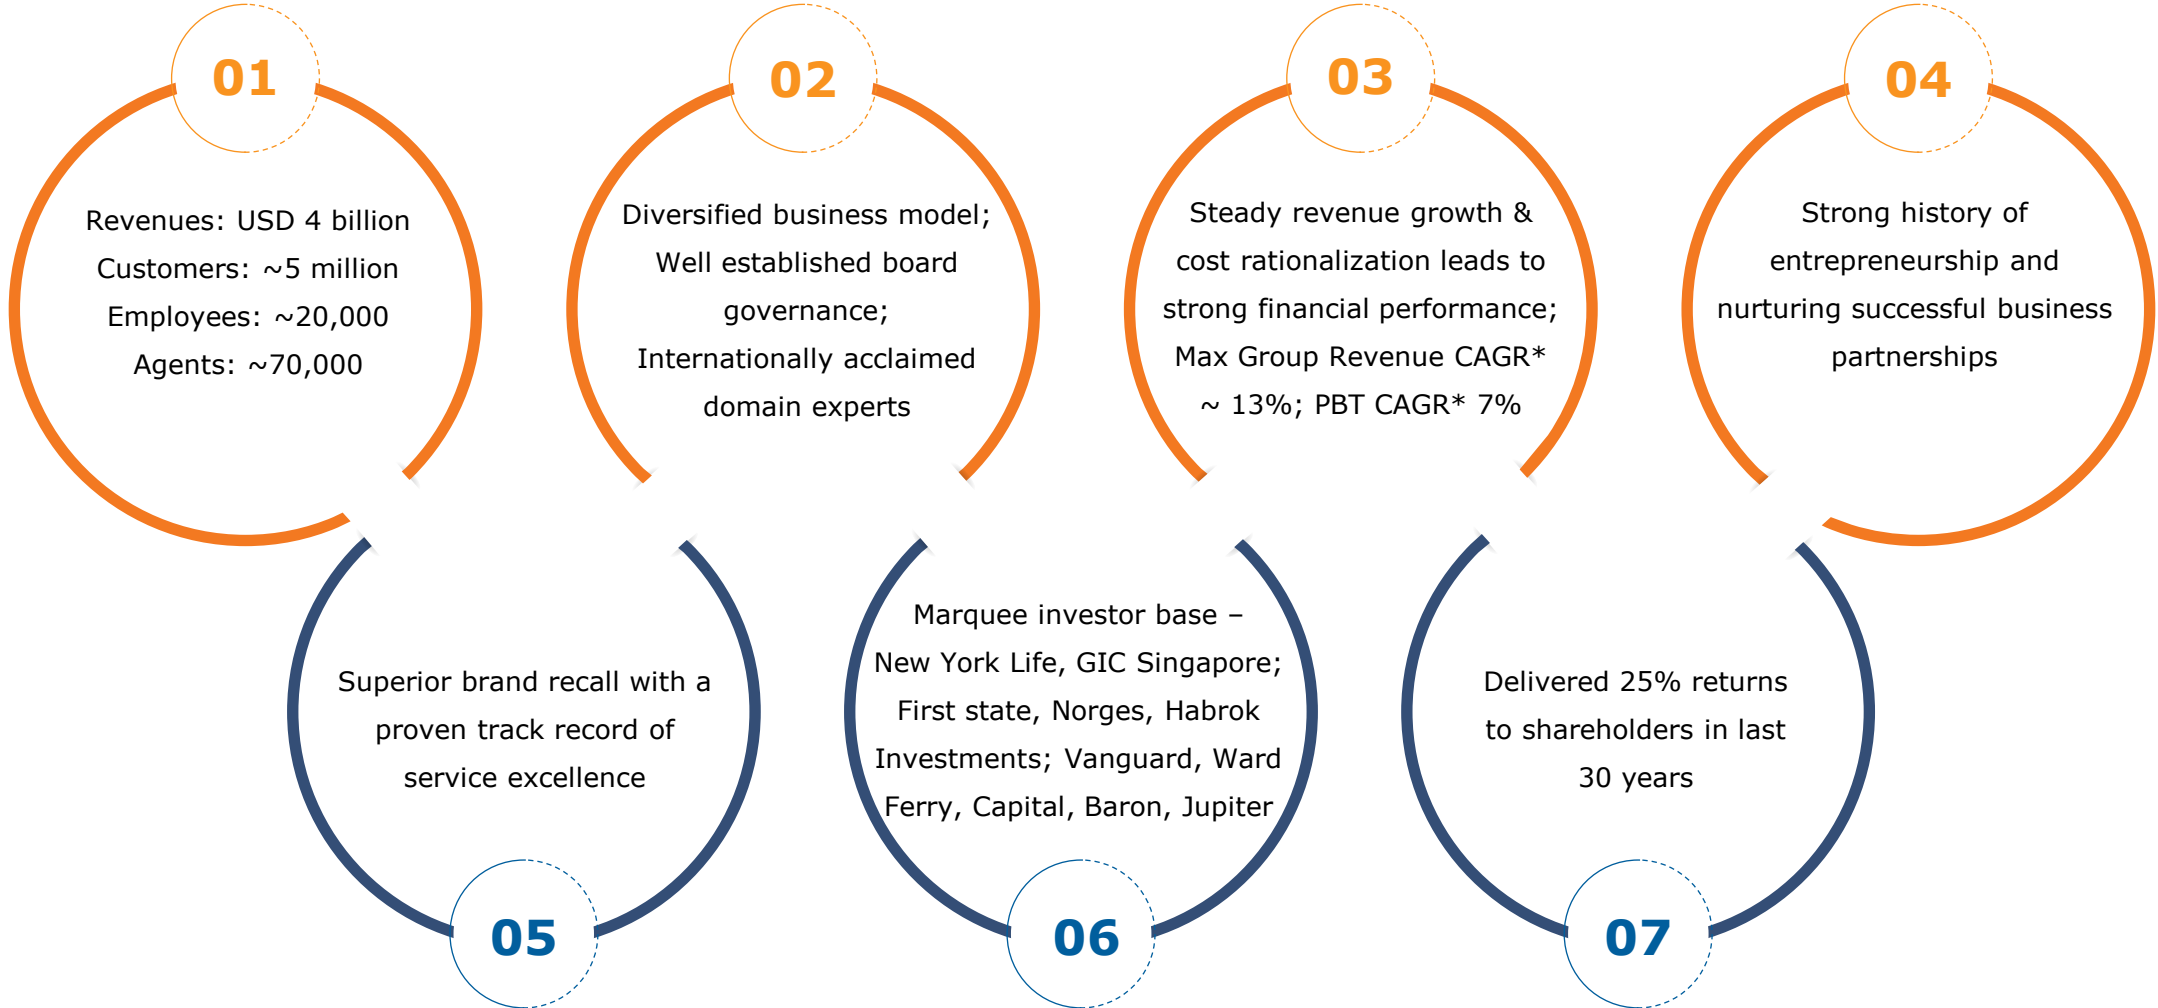 01
Revenues: USD 4 billion
Customers: ~5 million
Employees: ~20,000
Agents: ~70,000
02
Diversified business model;
Well established board
governance;
Internationally acclaimed
domain experts
03
Steady revenue growth &
cost rationalization leads to
strong financial performance;
Max Group Revenue CAGR*
~ 13%; PBT CAGR* 7%
04
Strong history of
entrepreneurship and
nurturing successful business
partnerships
Superior brand recall with a
proven track record of
service excellence
05
Marquee investor base –
New York Life, GIC Singapore;
First state, Norges, Habrok
Investments; Vanguard, Ward
Ferry, Capital, Baron, Jupiter
06
Delivered 25% returns
to shareholders in last
30 years
07